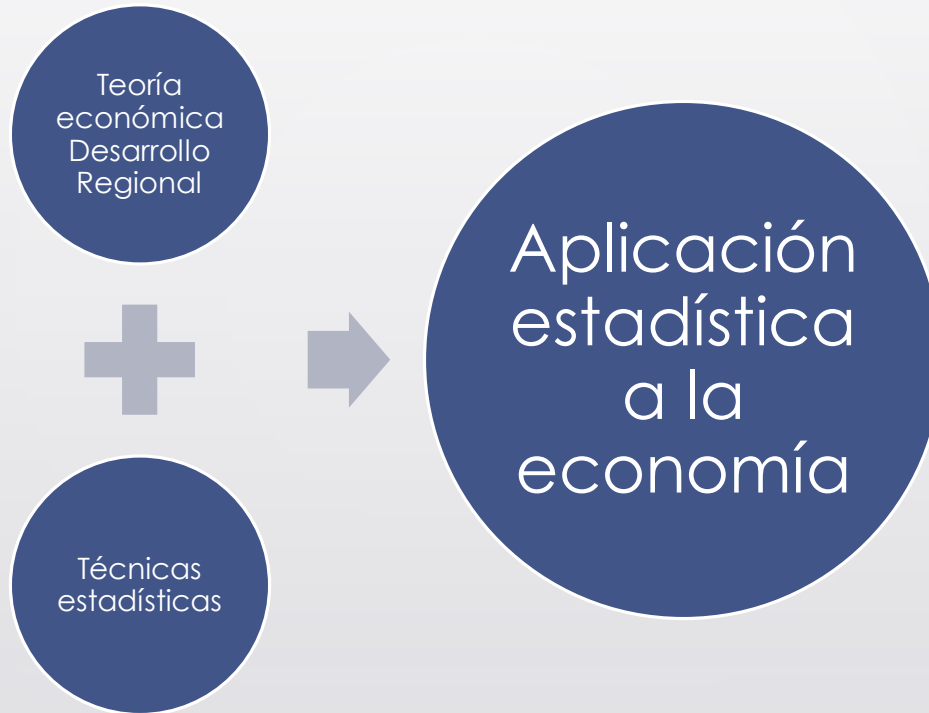 Teoría
económica
Desarrollo
Regional
Técnicas
estadísticas
Aplicación
estadística
a la
economía